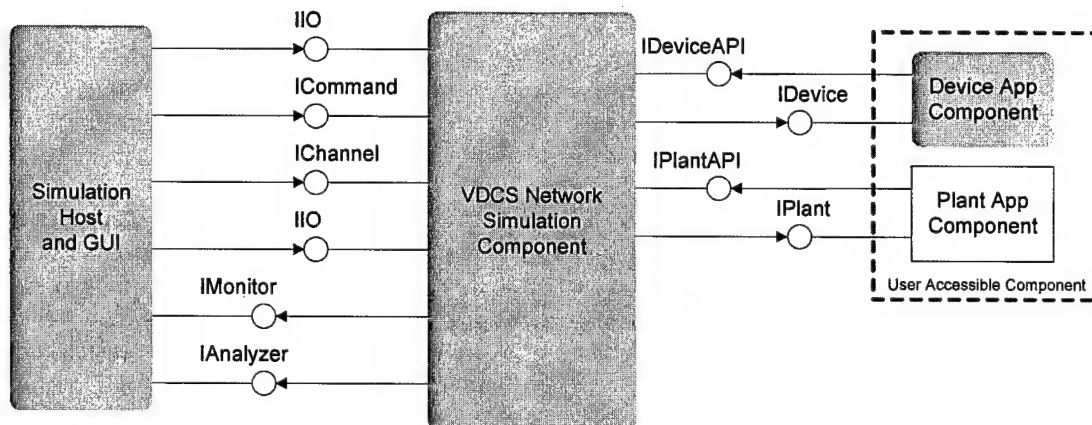 IIO
ICommand
IChannel
IIO
IMonitor
IAnalyzer
Simulation
Host
and GUI
VDCS Network
Simulation
Component
IDeviceAPI
IDevice
IPlantAPI
IPlant
Device App
Component
Plant App
Component
User Accessible Component